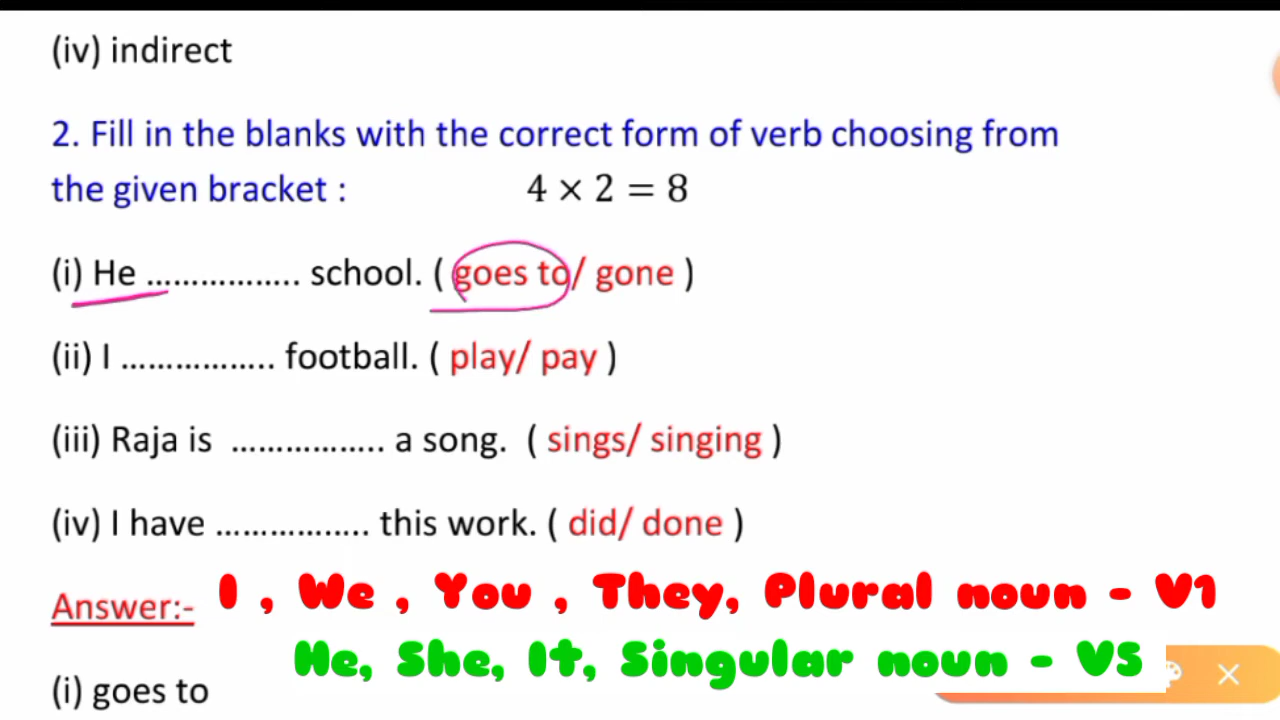 (iv) indirect
2. Fill in the blanks with the correct form of verb choosing from
the given bracket : 4 × 2 = 8
(i) He ................ school. ( goes to/ gone )
(ii) I ................ football. ( play/ pay )
(iii) Raja is ................ a song. ( sings/ singing )
(iv) I have ................ this work. ( did/ done )
Answer:- I , We , You , They, Plural noun - V1
He, She, It, Singular noun - VS
(i) goes to